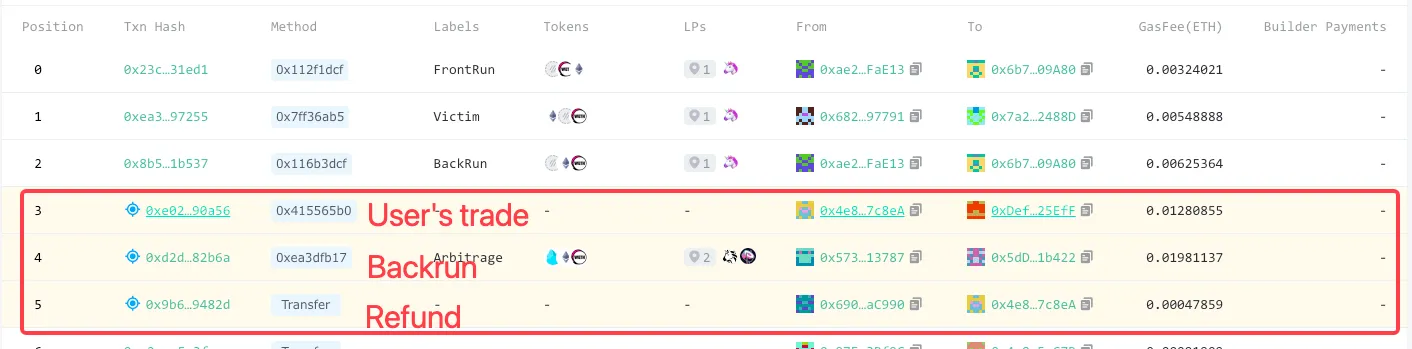 Position Txn Hash Method Labels Tokens LPs From To GasFee(ETH) Builder Payments
0 0x23c…31ed1 0x112f1dcf FrontRun 1 0xae2…FaE13 0x6b7…09A80 0.00324021 -
1 0xea3…97255 0x7ff36ab5 Victim 1 0x682…97791 0x7a2…2488D 0.00548888 -
2 0x8b5…1b537 0x116b3dcf BackRun 1 0xae2…FaE13 0x6b7…09A80 0.00625364 -
3 0xe02…90a56 0x415565b0 User's trade - - 0x4e8…7c8eA 0xDef…25EfF 0.01280855 -
4 0xd2d…82b6a 0xea3dfb17 Arbitrage 2 0x573…13787 0x5dD…1b422 0.01981137 -
Backrun
5 0x9b6…9482d Transfer - - - 0x690…aC990 0x4e8…7c8eA 0.00047859 -
Refund